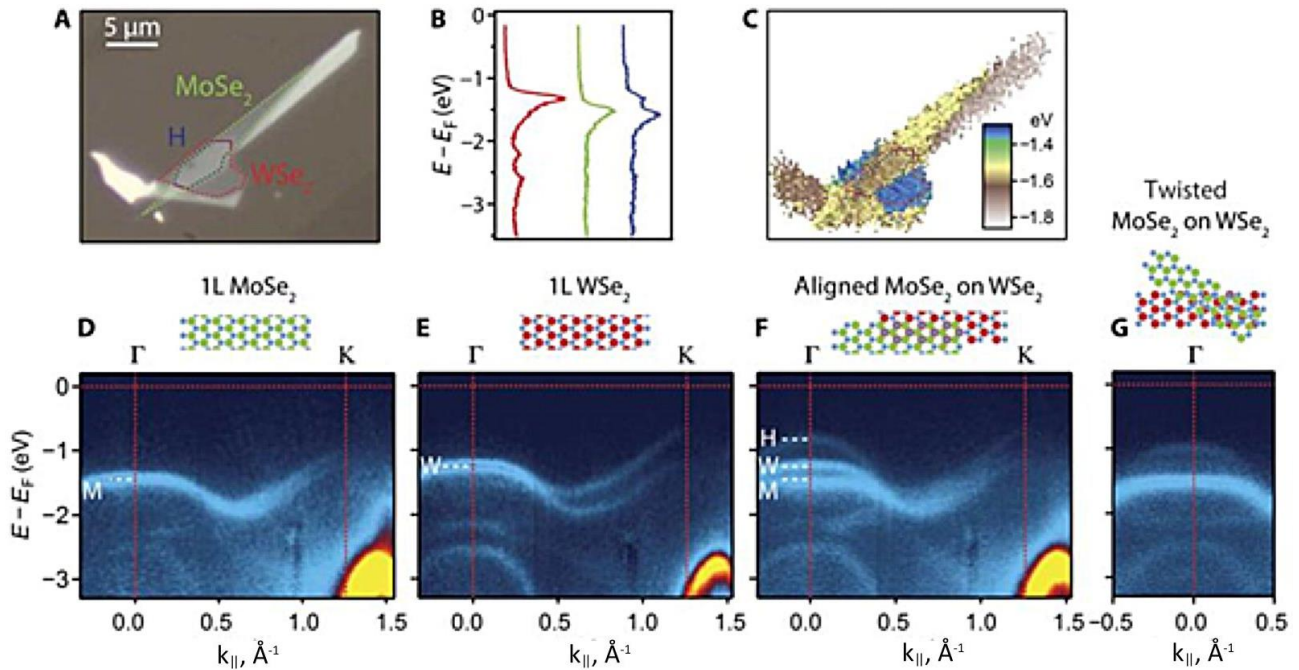 A
5 μm
MoSe₂
H
WSe₂
B
0
−1
−2
−3
E − E_F (eV)
C
eV
−1.4
−1.6
−1.8
Twisted
MoSe₂ on WSe₂
1L MoSe₂
1L WSe₂
Aligned MoSe₂ on WSe₂
D
Γ
K
E
Γ
K
F
Γ
K
G
Γ
0
−1
−2
−3
E − E_F (eV)
M
W
H
W
M
0.0
0.5
1.0
1.5
0.0
0.5
1.0
1.5
0.0
0.5
1.0
1.5
−0.5
0.0
0.5
k||, Å⁻¹
k||, Å⁻¹
k||, Å⁻¹
k||, Å⁻¹